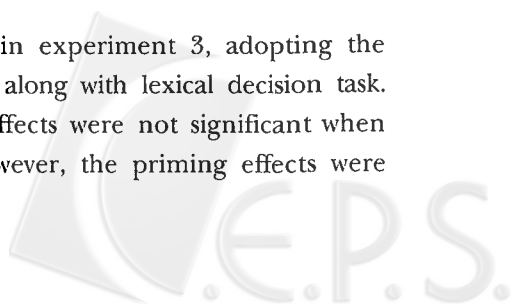 in experiment 3, adopting the
along with lexical decision task.
ffects were not significant when
wever, the priming effects were
C.E.P.S.